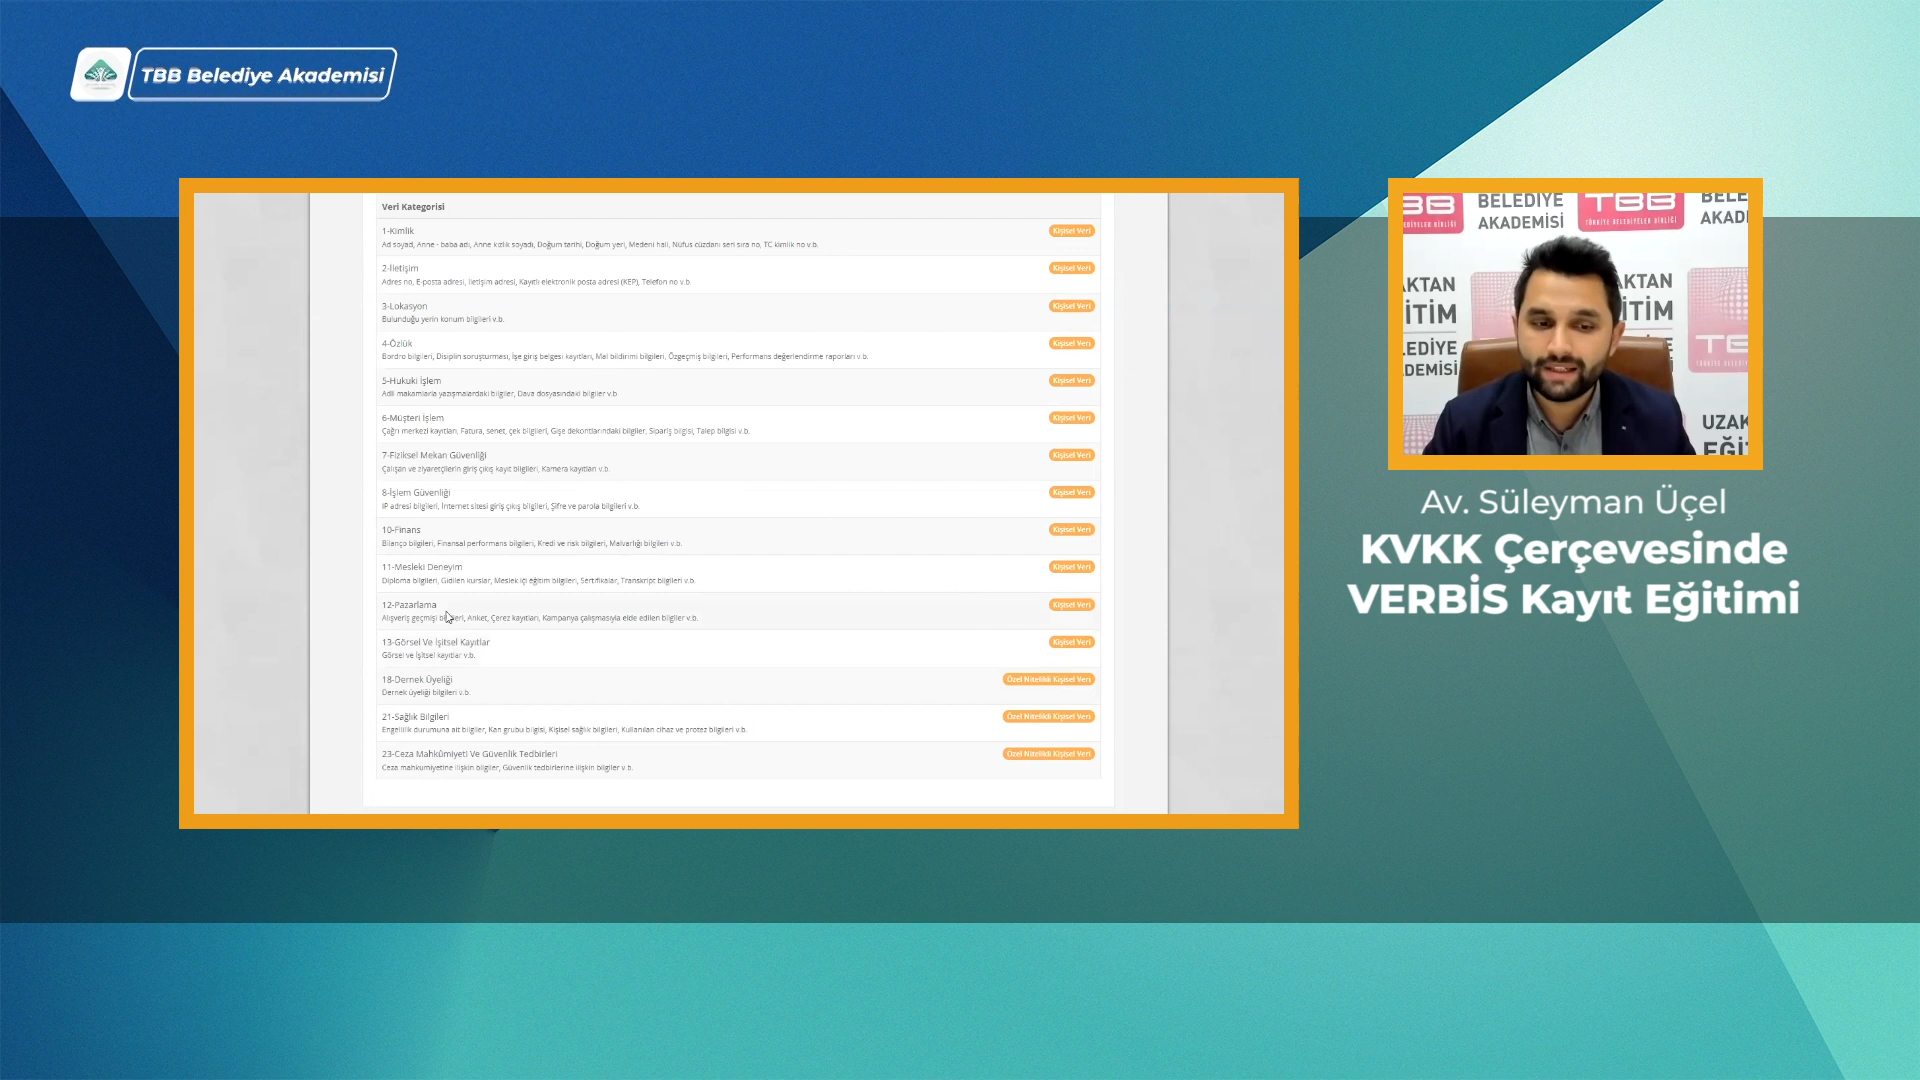 TBB Belediye Akademisi
Veri Kategorisi
1-Kimlik
Kişisel Veri
Ad soyad, Anne - baba adı, Anne kızlık soyadı, Doğum tarihi, Doğum yeri, Medeni hali, Nüfus cüzdanı seri sıra no, TC kimlik no v.b.
2-İletişim
Kişisel Veri
Adres no, E-posta adresi, İletişim adresi, Kayıtlı elektronik posta adresi (KEP), Telefon no v.b.
3-Lokasyon
Kişisel Veri
Bulunduğu yerin konum bilgileri v.b.
4-Özlük
Kişisel Veri
Bordro bilgileri, Disiplin soruşturması, İşe giriş belgesi kayıtları, Mal bildirimi bilgileri, Özgeçmiş bilgileri, Performans değerlendirme raporları v.b.
5-Hukuki İşlem
Kişisel Veri
Adli makamlarla yazışmalardaki bilgiler, Dava dosyasındaki bilgiler v.b
6-Müşteri İşlem
Kişisel Veri
Çağrı merkezi kayıtları, Fatura, senet, çek bilgileri, Gişe dekontlarındaki bilgiler, Sipariş bilgisi, Talep bilgisi v.b.
7-Fiziksel Mekan Güvenliği
Kişisel Veri
Çalışan ve ziyaretçilerin giriş çıkış kayıt bilgileri, Kamera kayıtları v.b.
8-İşlem Güvenliği
Kişisel Veri
IP adresi bilgileri, İnternet sitesi giriş çıkış bilgileri, Şifre ve parola bilgileri v.b.
10-Finans
Kişisel Veri
Bilanço bilgileri, Finansal performans bilgileri, Kredi ve risk bilgileri, Malvarlığı bilgileri v.b.
11-Mesleki Deneyim
Kişisel Veri
Diploma bilgileri, Gidilen kurslar, Meslek içi eğitim bilgileri, Sertifikalar, Transkript bilgileri v.b.
12-Pazarlama
Kişisel Veri
Alışveriş geçmişi bilgileri, Anket, Çerez kayıtları, Kampanya çalışmasıyla elde edilen bilgiler v.b.
13-Görsel Ve İşitsel Kayıtlar
Kişisel Veri
Görsel ve İşitsel kayıtlar v.b.
18-Dernek Üyeliği
Özel Nitelikli Kişisel Veri
Dernek üyeliği bilgileri v.b.
21-Sağlık Bilgileri
Özel Nitelikli Kişisel Veri
Engellilik durumuna ait bilgiler, Kan grubu bilgisi, Kişisel sağlık bilgileri, Kullanılan cihaz ve protez bilgileri v.b.
23-Ceza Mahkûmiyeti Ve Güvenlik Tedbirleri
Özel Nitelikli Kişisel Veri
Ceza mahkumiyetine ilişkin bilgiler, Güvenlik tedbirlerine ilişkin bilgiler v.b.
BELEDİYE
AKADEMİSİ
TBB
TÜRKİYE BELEDİYELER BİRLİĞİ
Av. Süleyman Üçel
KVKK Çerçevesinde
VERBİS Kayıt Eğitimi